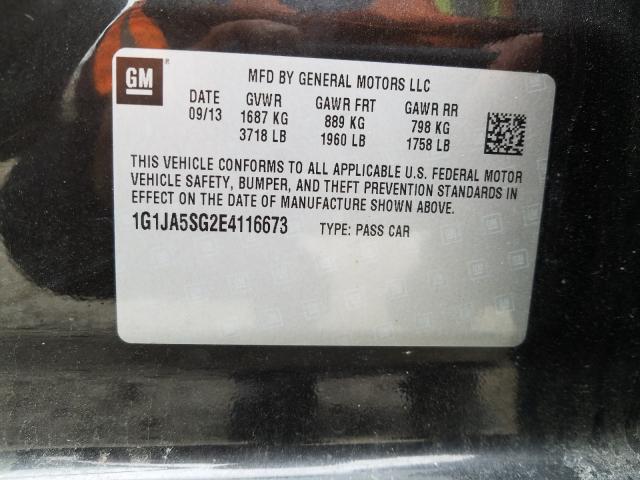 GM
MFD BY GENERAL MOTORS LLC
DATE GVWR GAWR FRT GAWR RR
09/13 1687 KG 889 KG 798 KG
3718 LB 1960 LB 1758 LB
THIS VEHICLE CONFORMS TO ALL APPLICABLE U.S. FEDERAL MOTOR
VEHICLE SAFETY, BUMPER, AND THEFT PREVENTION STANDARDS IN
EFFECT ON THE DATE OF MANUFACTURE SHOWN ABOVE.
1G1JA5SG2E4116673 TYPE: PASS CAR